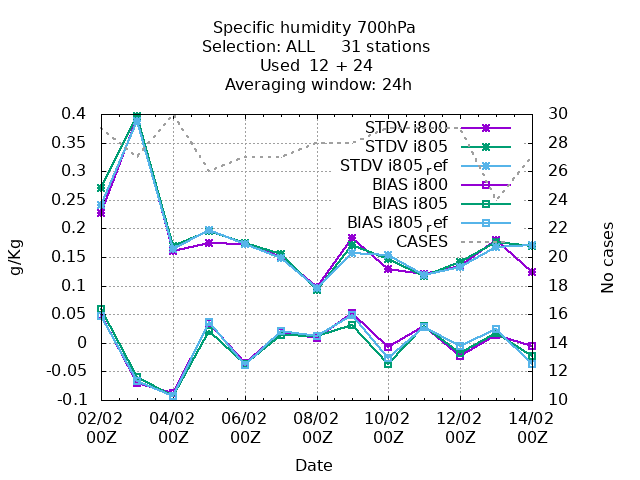 Specific humidity 700hPa
Selection: ALL     31 stations
Used  12 + 24
Averaging window: 24h
0.4
0.35
0.3
0.25
0.2
0.15
0.1
0.05
0
-0.05
-0.1
g/Kg
STDV i800
STDV i805
STDV i805ref
BIAS i800
BIAS i805
BIAS i805ref
CASES
30
28
26
24
22
20
18
16
14
12
10
No cases
02/02 04/02 06/02 08/02 10/02 12/02 14/02
00Z 00Z 00Z 00Z 00Z 00Z 00Z
Date